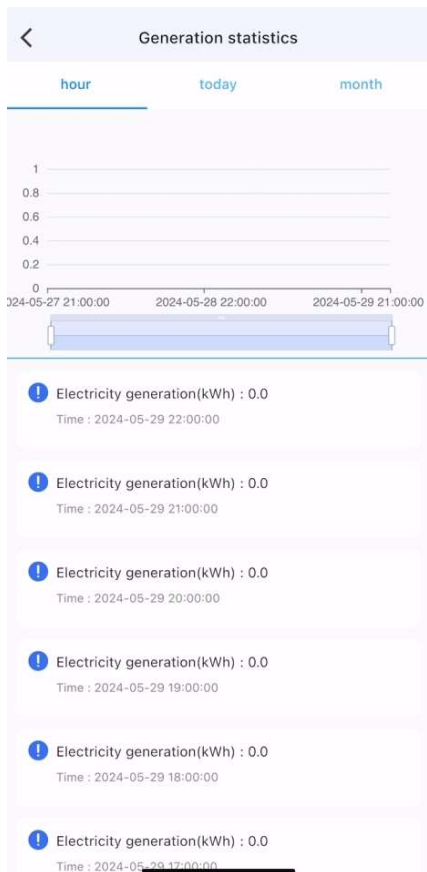 Generation statistics
hour today month
1
0.8
0.6
0.4
0.2
0
024-05-27 21:00:00 2024-05-28 22:00:00 2024-05-29 21:00:00
Electricity generation(kWh) : 0.0
Time : 2024-05-29 22:00:00
Electricity generation(kWh) : 0.0
Time : 2024-05-29 21:00:00
Electricity generation(kWh) : 0.0
Time : 2024-05-29 20:00:00
Electricity generation(kWh) : 0.0
Time : 2024-05-29 19:00:00
Electricity generation(kWh) : 0.0
Time : 2024-05-29 18:00:00
Electricity generation(kWh) : 0.0
Time : 2024-05-29 17:00:00